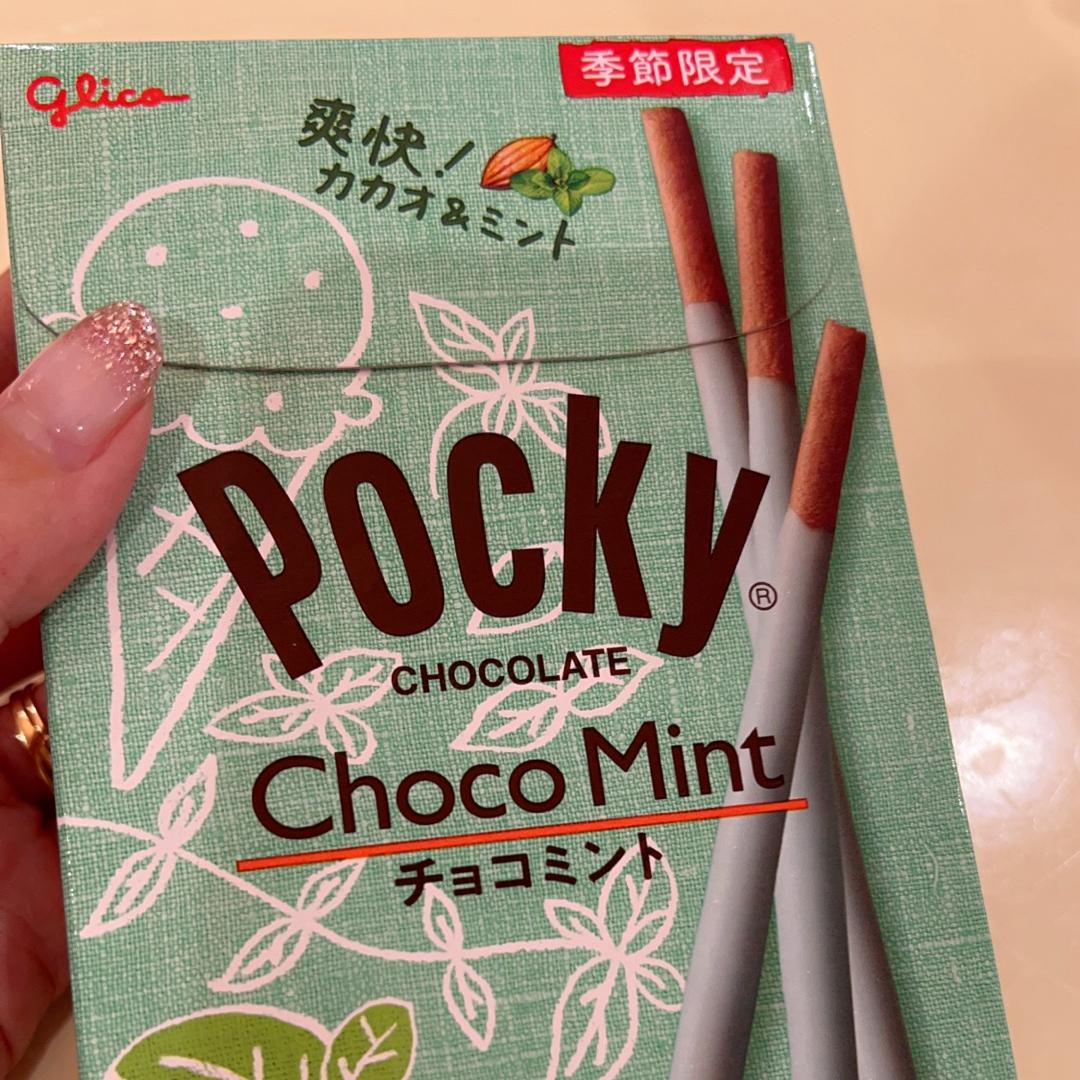 Glico
季節限定
爽快!
カカオ&ミント
Pocky®
CHOCOLATE
Choco Mint
チョコミント